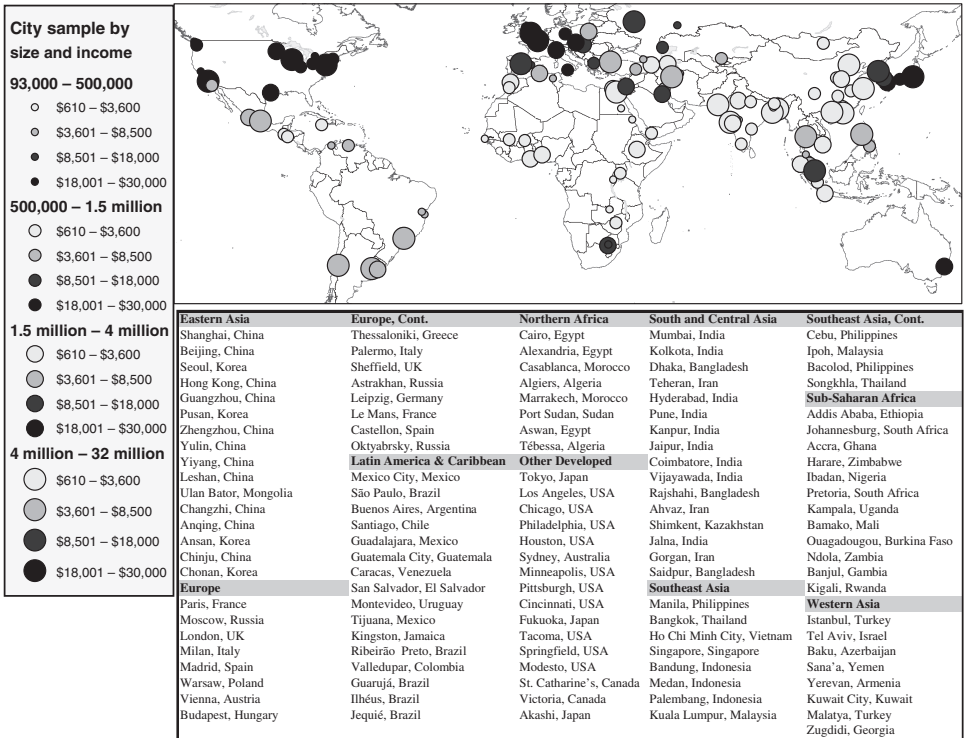 City sample by
size and income
93,000 – 500,000
$610 – $3,600
$3,601 – $8,500
$8,501 – $18,000
$18,001 – $30,000
500,000 – 1.5 million
$610 – $3,600
$3,601 – $8,500
$8,501 – $18,000
$18,001 – $30,000
1.5 million – 4 million
$610 – $3,600
$3,601 – $8,500
$8,501 – $18,000
$18,001 – $30,000
4 million – 32 million
$610 – $3,600
$3,601 – $8,500
$8,501 – $18,000
$18,001 – $30,000
Eastern Asia
Shanghai, China
Beijing, China
Seoul, Korea
Hong Kong, China
Guangzhou, China
Pusan, Korea
Zhengzhou, China
Yulin, China
Yiyang, China
Leshan, China
Ulan Bator, Mongolia
Changzhi, China
Anqing, China
Ansan, Korea
Chinju, China
Chonan, Korea
Europe
Paris, France
Moscow, Russia
London, UK
Milan, Italy
Madrid, Spain
Warsaw, Poland
Vienna, Austria
Budapest, Hungary
Europe, Cont.
Thessaloniki, Greece
Palermo, Italy
Sheffield, UK
Astrakhan, Russia
Leipzig, Germany
Le Mans, France
Castellon, Spain
Oktyabrsky, Russia
Latin America & Caribbean
Mexico City, Mexico
São Paulo, Brazil
Buenos Aires, Argentina
Santiago, Chile
Guadalajara, Mexico
Guatemala City, Guatemala
Caracas, Venezuela
San Salvador, El Salvador
Montevideo, Uruguay
Tijuana, Mexico
Kingston, Jamaica
Ribeirão Preto, Brazil
Valledupar, Colombia
Guarujá, Brazil
Ilhéus, Brazil
Jequié, Brazil
Northern Africa
Cairo, Egypt
Alexandria, Egypt
Casablanca, Morocco
Algiers, Algeria
Marrakech, Morocco
Port Sudan, Sudan
Aswan, Egypt
Tébessa, Algeria
Other Developed
Tokyo, Japan
Los Angeles, USA
Chicago, USA
Philadelphia, USA
Houston, USA
Sydney, Australia
Minneapolis, USA
Pittsburgh, USA
Cincinnati, USA
Fukuoka, Japan
Tacoma, USA
Springfield, USA
Modesto, USA
St. Catharine's, Canada
Victoria, Canada
Akashi, Japan
South and Central Asia
Mumbai, India
Kolkota, India
Dhaka, Bangladesh
Teheran, Iran
Hyderabad, India
Pune, India
Kanpur, India
Jaipur, India
Coimbatore, India
Vijayawada, India
Rajshahi, Bangladesh
Ahvaz, Iran
Shimkent, Kazakhstan
Jalna, India
Gorgan, Iran
Saidpur, Bangladesh
Southeast Asia
Manila, Philippines
Bangkok, Thailand
Ho Chi Minh City, Vietnam
Singapore, Singapore
Bandung, Indonesia
Medan, Indonesia
Palembang, Indonesia
Kuala Lumpur, Malaysia
Southeast Asia, Cont.
Cebu, Philippines
Ipoh, Malaysia
Bacolod, Philippines
Songkhla, Thailand
Sub-Saharan Africa
Addis Ababa, Ethiopia
Johannesburg, South Africa
Accra, Ghana
Harare, Zimbabwe
Ibadan, Nigeria
Pretoria, South Africa
Kampala, Uganda
Bamako, Mali
Ouagadougou, Burkina Faso
Ndola, Zambia
Banjul, Gambia
Kigali, Rwanda
Western Asia
Istanbul, Turkey
Tel Aviv, Israel
Baku, Azerbaijan
Sana'a, Yemen
Yerevan, Armenia
Kuwait City, Kuwait
Malatya, Turkey
Zugdidi, Georgia